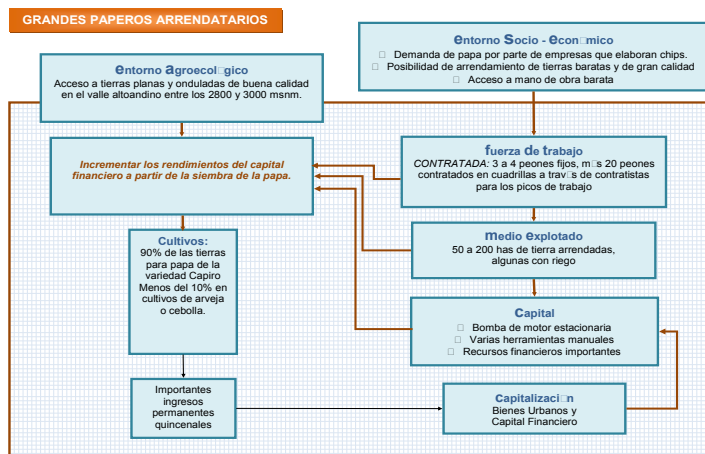 GRANDES PAPEROS ARRENDATARIOS
entorno Socio - econ□mico
□ Demanda de papa por parte de empresas que elaboran chips.
□ Posibilidad de arrendamiento de tierras baratas y de gran calidad
□ Acceso a mano de obra barata
entorno agroecol□gico
Acceso a tierras planas y onduladas de buena calidad
en el valle altoandino entre los 2800 y 3000 msnm.
Incrementar los rendimientos del capital
financiero a partir de la siembra de la papa.
fuerza de trabajo
CONTRATADA: 3 a 4 peones fijos, m□s 20 peones
contratados en cuadrillas a trav□s de contratistas
para los picos de trabajo
medio explotado
50 a 200 has de tierra arrendadas,
algunas con riego
Cultivos:
90% de las tierras
para papa de la
variedad Capiro
Menos del 10% en
cultivos de arveja
o cebolla.
Capital
□ Bomba de motor estacionaria
□ Varias herramientas manuales
□ Recursos financieros importantes
Importantes
ingresos
permanentes
quincenales
Capitalizaci□n
Bienes Urbanos y
Capital Financiero